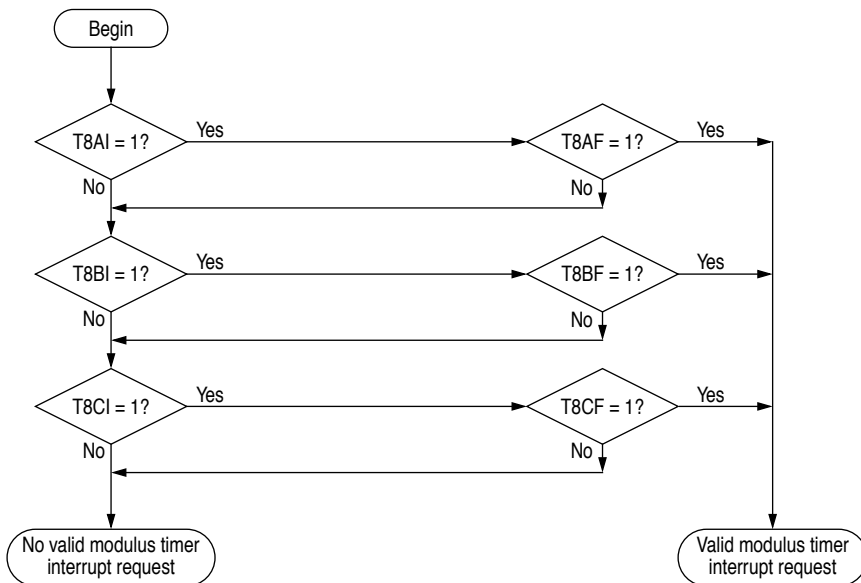 Begin
T8AI = 1?
Yes
T8AF = 1?
Yes
No
No
T8BI = 1?
Yes
T8BF = 1?
Yes
No
No
T8CI = 1?
Yes
T8CF = 1?
Yes
No
No
No valid modulus timer
interrupt request
Valid modulus timer
interrupt request